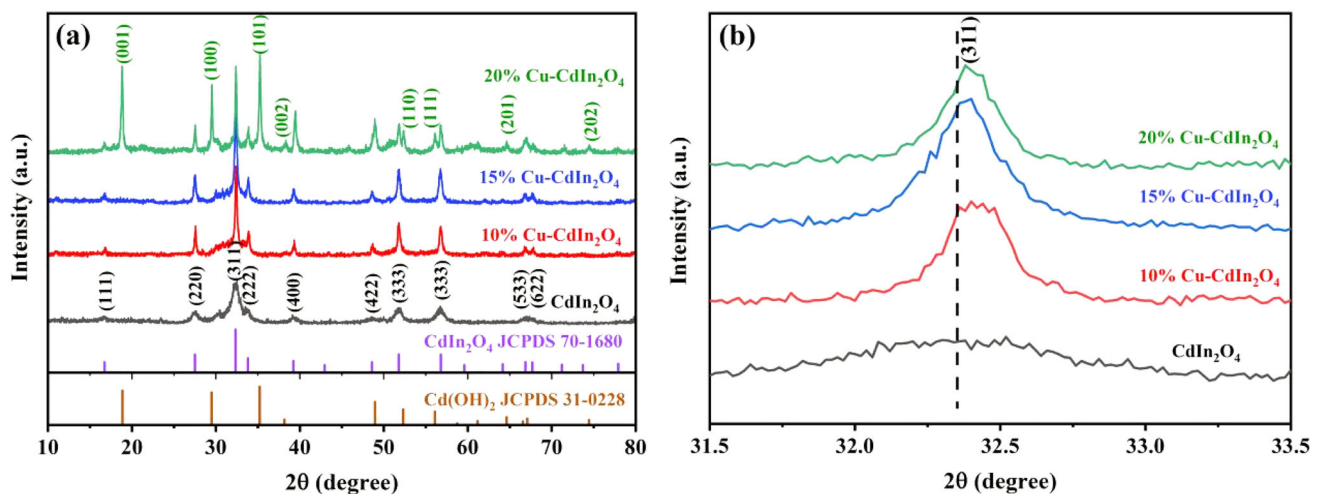 (a)
(001)
(100)
(101)
(002)
(110)
(111)
(201)
(202)
20% Cu-CdIn₂O₄
15% Cu-CdIn₂O₄
10% Cu-CdIn₂O₄
(111)
(220)
(311)
(222)
(400)
(422)
(333)
(333)
(533)
(622)
CdIn₂O₄
CdIn₂O₄ JCPDS 70-1680
Cd(OH)₂ JCPDS 31-0228
Intensity (a.u.)
10 20 30 40 50 60 70 80
2θ (degree)
(b)
(311)
20% Cu-CdIn₂O₄
15% Cu-CdIn₂O₄
10% Cu-CdIn₂O₄
CdIn₂O₄
Intensity (a.u.)
31.5 32.0 32.5 33.0 33.5
2θ (degree)